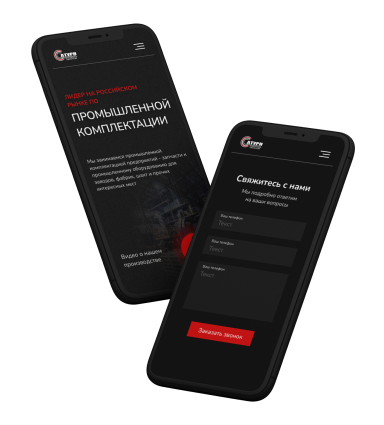 САТУРН
ЛИДЕР НА РОССИЙСКОМ
РЫНКЕ ПО
ПРОМЫШЛЕННОЙ
КОМПЛЕКТАЦИИ
Мы занимаемся промышленной
комплектацией предприятий - запчасти к
промышленному оборудованию для
заводов, фабрик, шахт и прочих
интересных мест
Видео о нашем
производстве
САТУРН
Свяжитесь с нами
Мы подробно ответим
на ваши вопросы
Ваш телефон
Текст
Ваш телефон
Текст
Ваш телефон
Текст
Заказать звонок